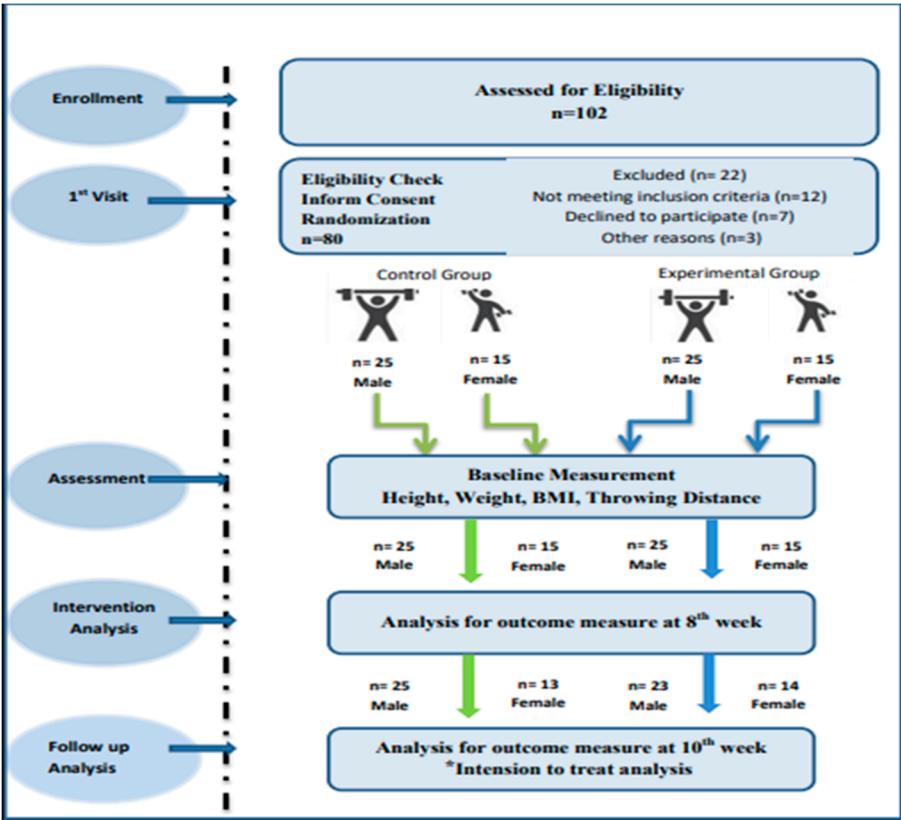 Enrollment
Assessed for Eligibility
n=102
1st Visit
Eligibility Check
Inform Consent
Randomization
n=80
Excluded (n= 22)
Not meeting inclusion criteria (n=12)
Declined to participate (n=7)
Other reasons (n=3)
Control Group
Experimental Group
n= 25
Male
n= 15
Female
n= 25
Male
n= 15
Female
Assessment
Baseline Measurement
Height, Weight, BMI, Throwing Distance
n= 25
Male
n= 15
Female
n= 25
Male
n= 15
Female
Intervention
Analysis
Analysis for outcome measure at 8th week
n= 25
Male
n= 13
Female
n= 23
Male
n= 14
Female
Follow up
Analysis
Analysis for outcome measure at 10th week
*Intension to treat analysis